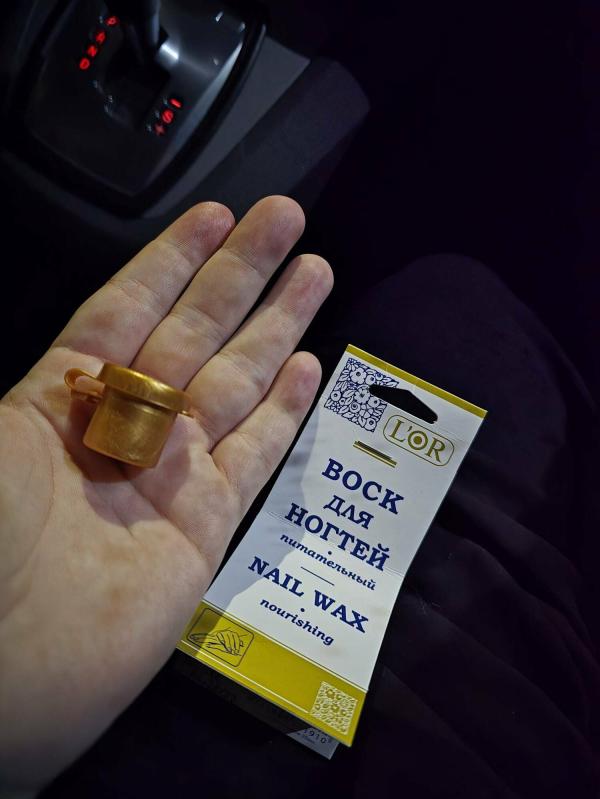 P
R
N
D
S
+
-
L'OR
ВОСК
ДЛЯ
НОГТЕЙ
питательный
NAIL WAX
nourishing